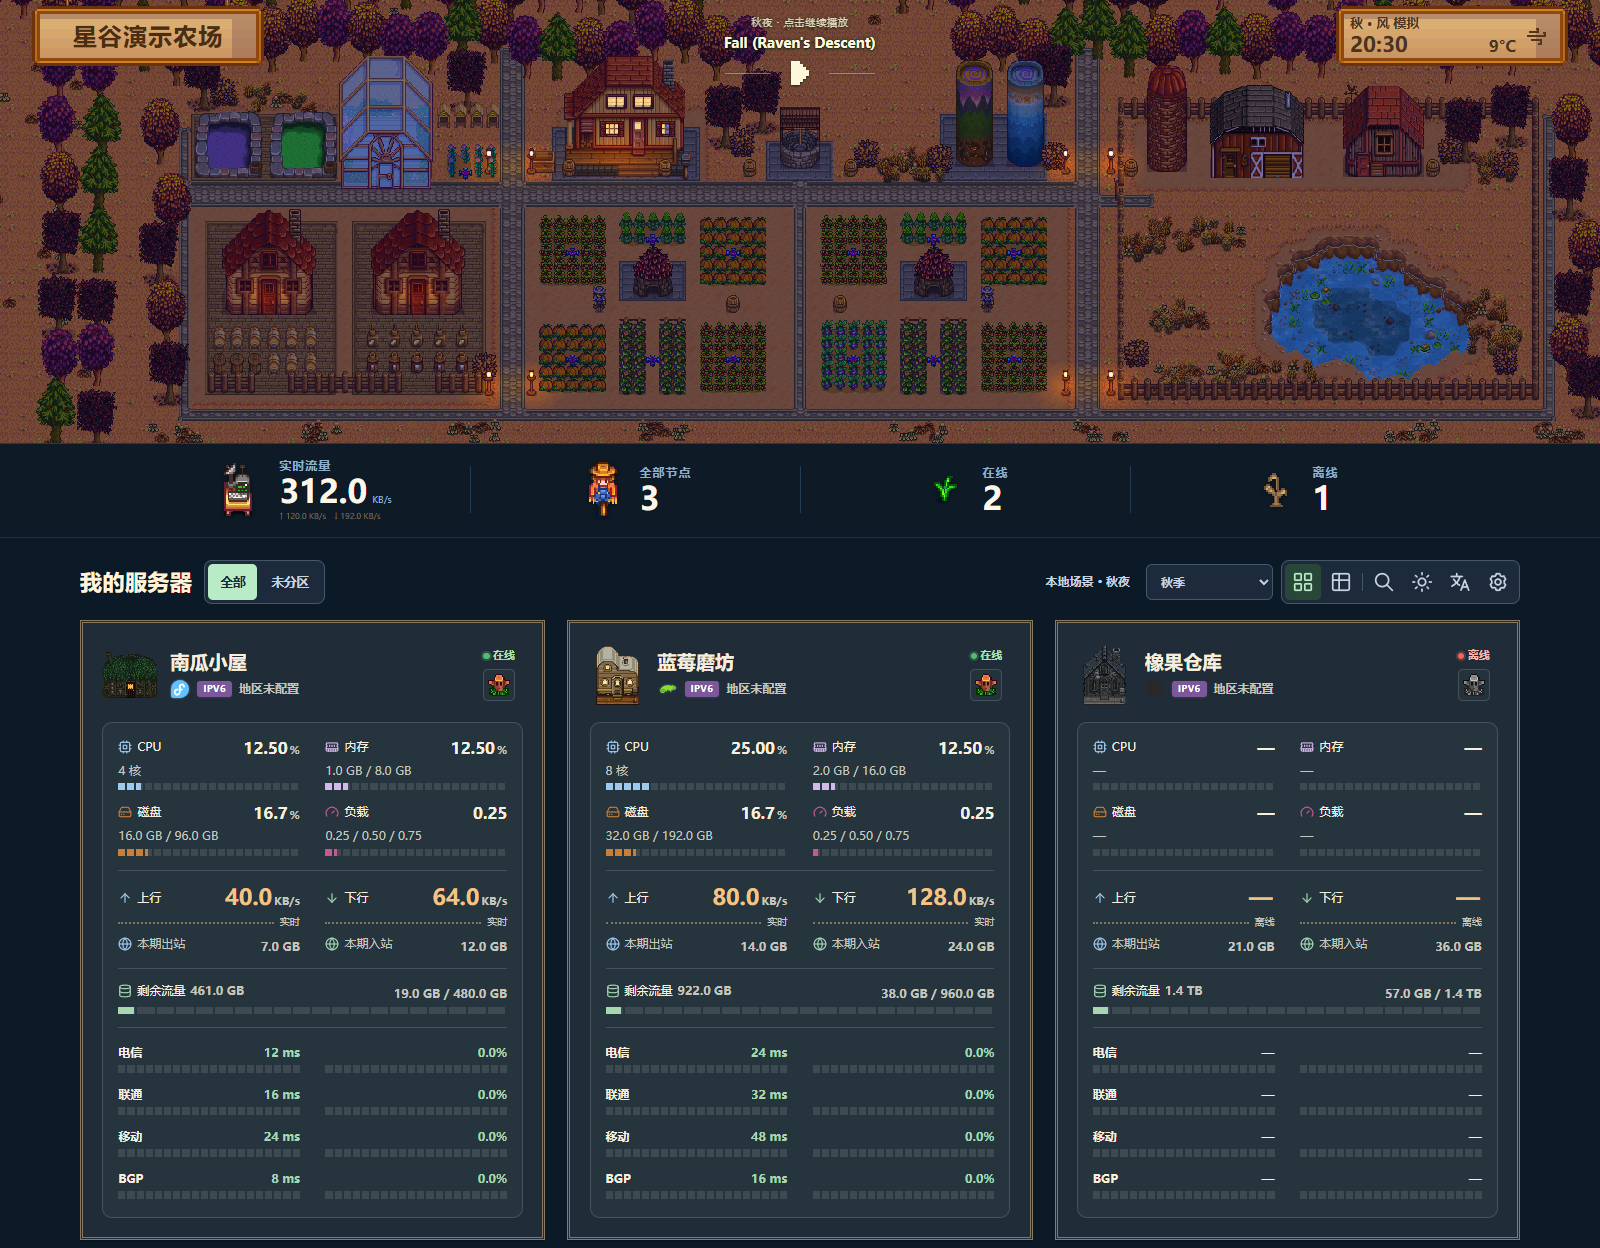 星谷演示农场
秋夜 · 点击继续播放
Fall (Raven's Descent)
秋 • 风 模拟
20:30
9°C
实时流量
312.0 KB/s
↑ 120.0 KB/s ↓ 192.0 KB/s
全部节点
3
在线
2
离线
1
我的服务器
全部
未分区
本地场景 • 秋夜
秋季
南瓜小屋
在线
IPV6 地区未配置
CPU 12.50 %
4 核
内存 12.50 %
1.0 GB / 8.0 GB
磁盘 16.7 %
16.0 GB / 96.0 GB
负载 0.25
0.25 / 0.50 / 0.75
↑ 上行 40.0 KB/s
实时
↓ 下行 64.0 KB/s
实时
本期出站 7.0 GB
本期入站 12.0 GB
剩余流量 461.0 GB 19.0 GB / 480.0 GB
电信 12 ms 0.0%
联通 16 ms 0.0%
移动 24 ms 0.0%
BGP 8 ms 0.0%
蓝莓磨坊
在线
IPV6 地区未配置
CPU 25.00 %
8 核
内存 12.50 %
2.0 GB / 16.0 GB
磁盘 16.7 %
32.0 GB / 192.0 GB
负载 0.25
0.25 / 0.50 / 0.75
↑ 上行 80.0 KB/s
实时
↓ 下行 128.0 KB/s
实时
本期出站 14.0 GB
本期入站 24.0 GB
剩余流量 922.0 GB 38.0 GB / 960.0 GB
电信 24 ms 0.0%
联通 32 ms 0.0%
移动 48 ms 0.0%
BGP 16 ms 0.0%
橡果仓库
离线
IPV6 地区未配置
CPU —
—
内存 —
—
磁盘 —
—
负载 —
—
↑ 上行 —
离线
↓ 下行 —
离线
本期出站 21.0 GB
本期入站 36.0 GB
剩余流量 1.4 TB 57.0 GB / 1.4 TB
电信 — —
联通 — —
移动 — —
BGP — —